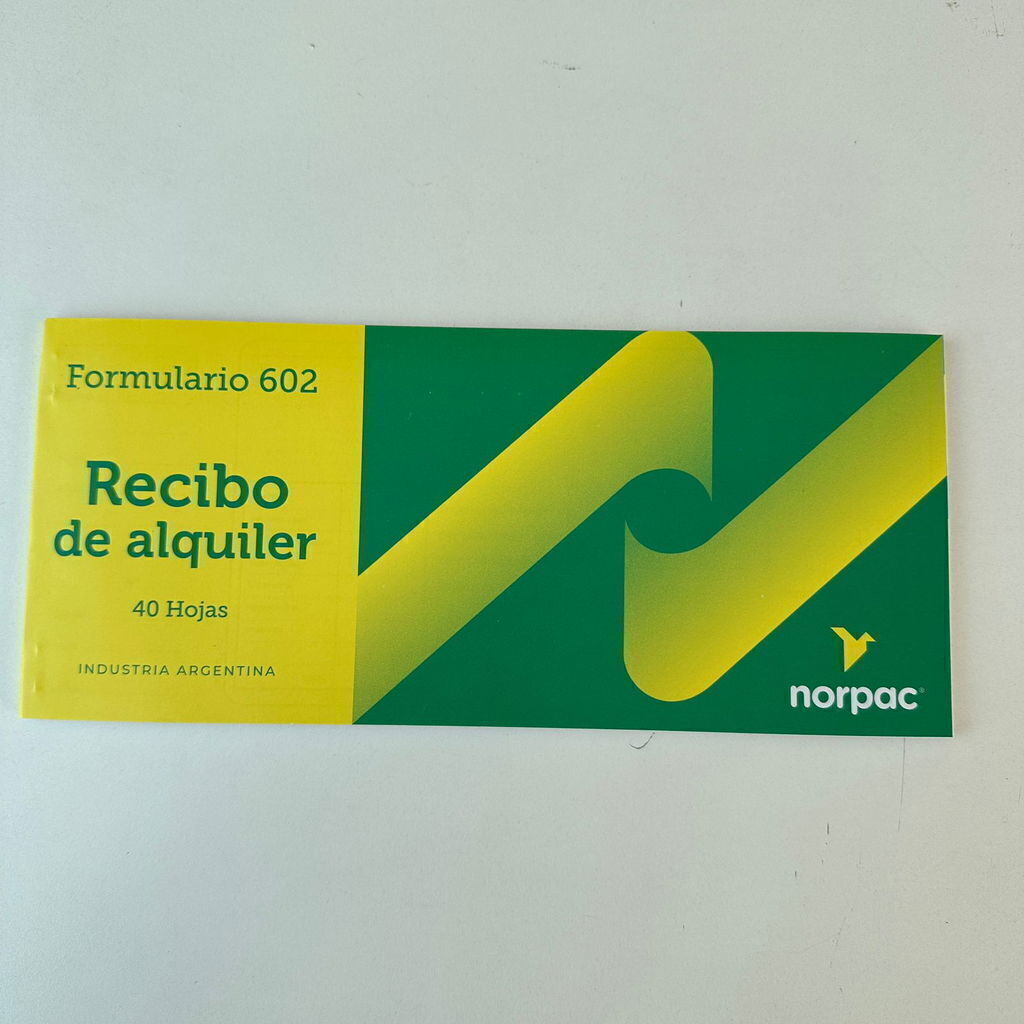 Formulario 602
Recibo
de alquiler
40 Hojas
INDUSTRIA ARGENTINA
norpac®